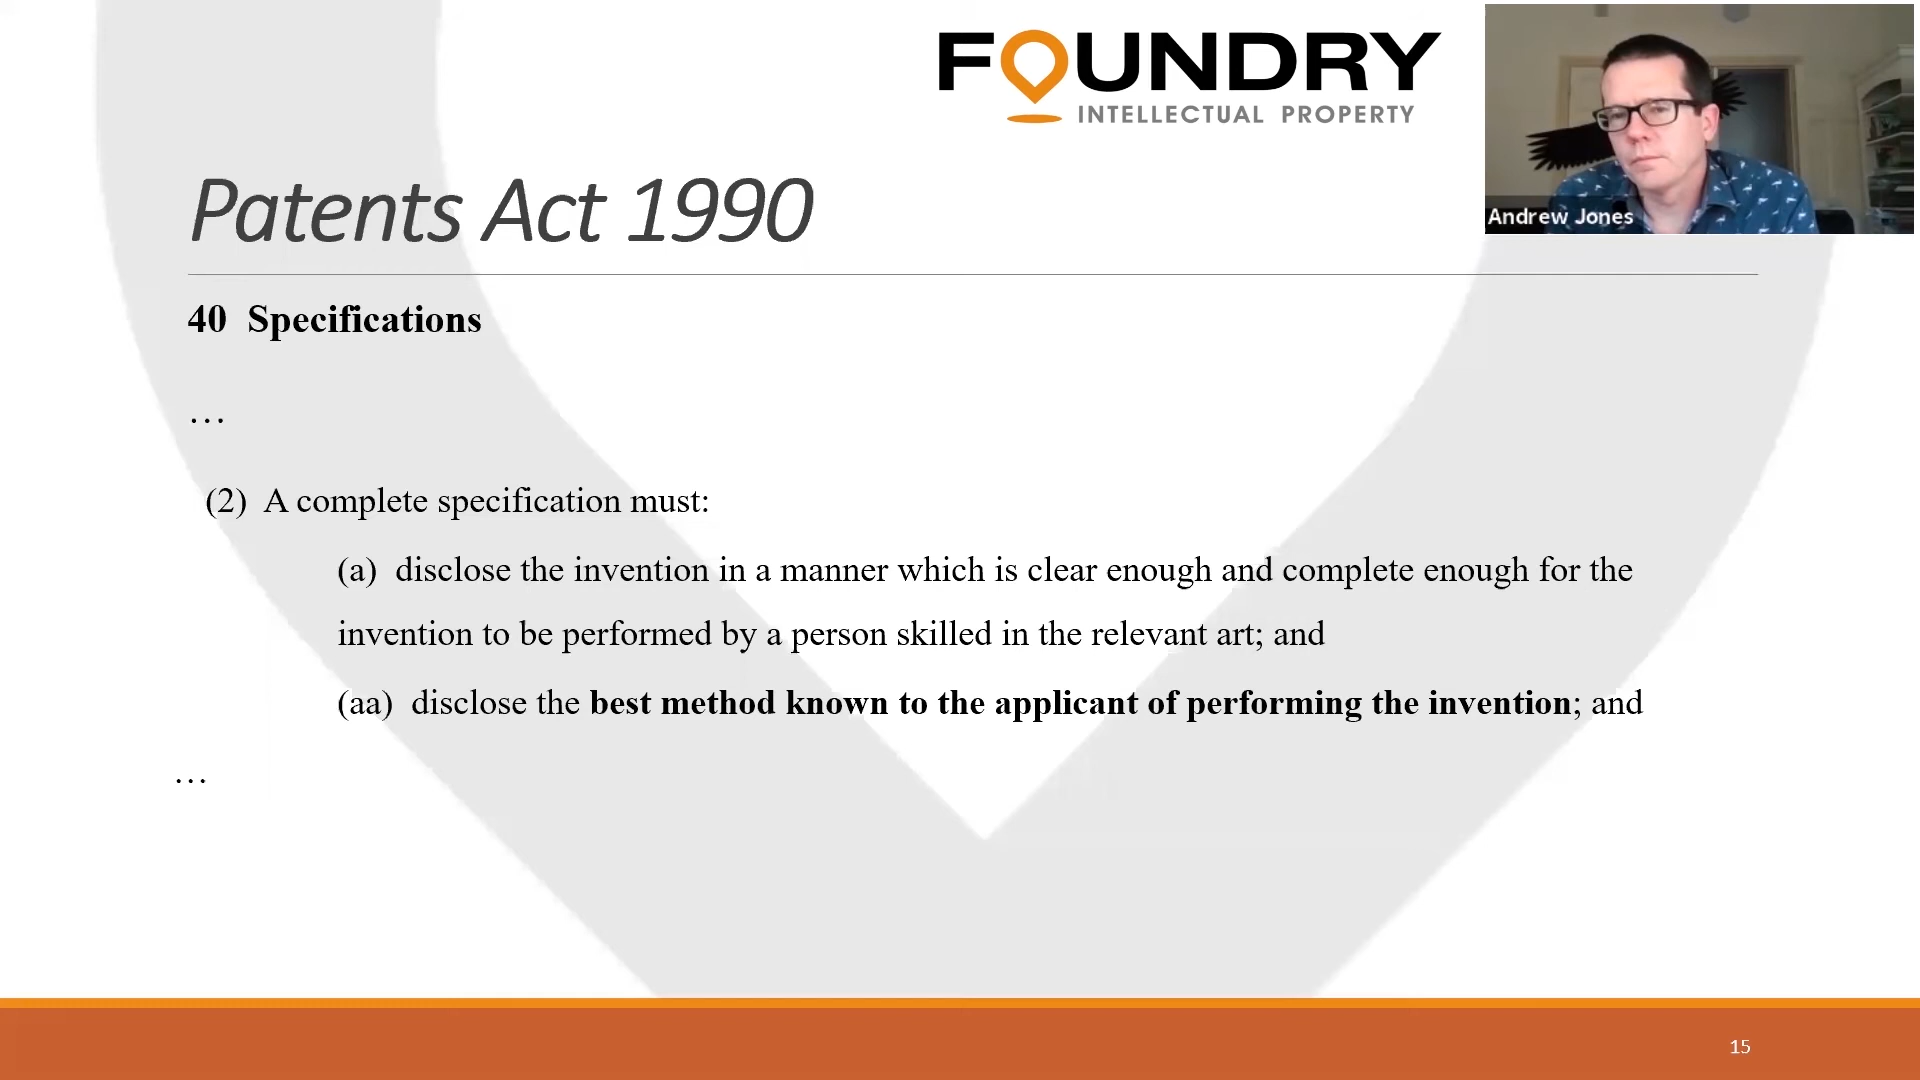 FOUNDRY
INTELLECTUAL PROPERTY
Andrew Jones
Patents Act 1990
40 Specifications
…
(2) A complete specification must:
(a) disclose the invention in a manner which is clear enough and complete enough for the
invention to be performed by a person skilled in the relevant art; and
(aa) disclose the best method known to the applicant of performing the invention; and
…
15